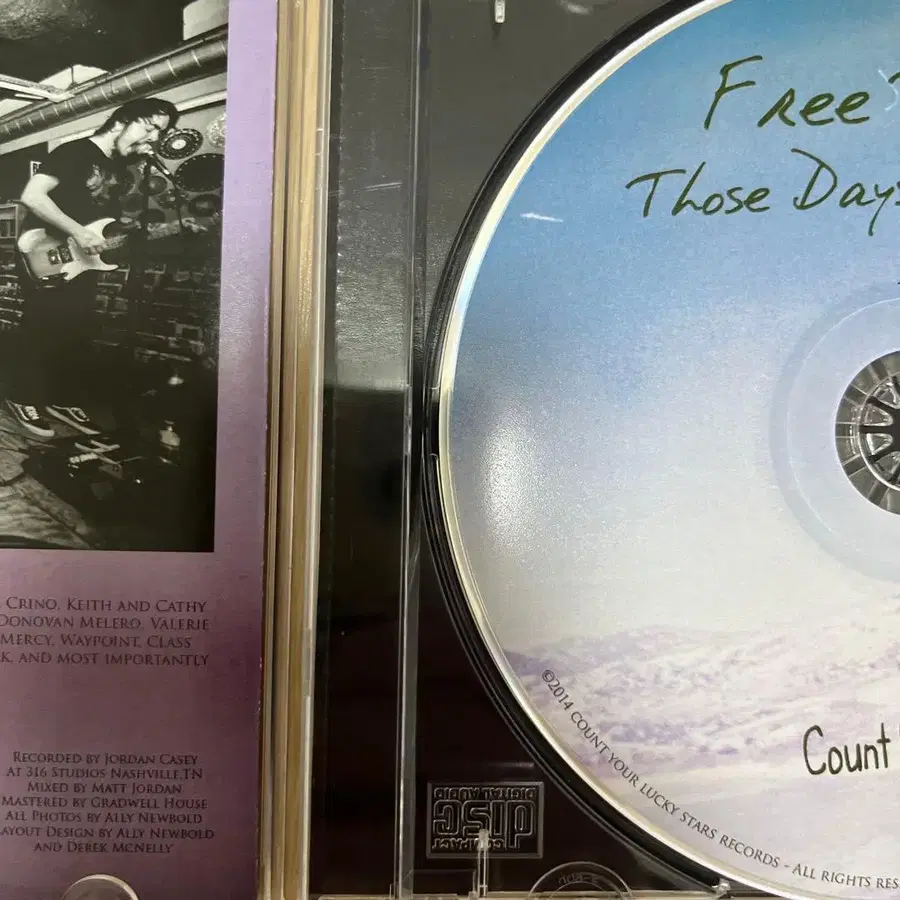 Crino, Keith and Cathy
Donovan Melero, Valerie
Mercy, Waypoint, Class
k, and most importantly
Recorded by Jordan Casey
at 316 Studios Nashville,TN
Mixed by Matt Jordan
Mastered by Gradwell House
All Photos by Ally Newbold
ayout Design by Ally Newbold
and Derek McNelly
Free
Those Days
Count
©2014 COUNT YOUR LUCKY STARS RECORDS - ALL RIGHTS RES
COMPACT
disc
DIGITAL AUDIO